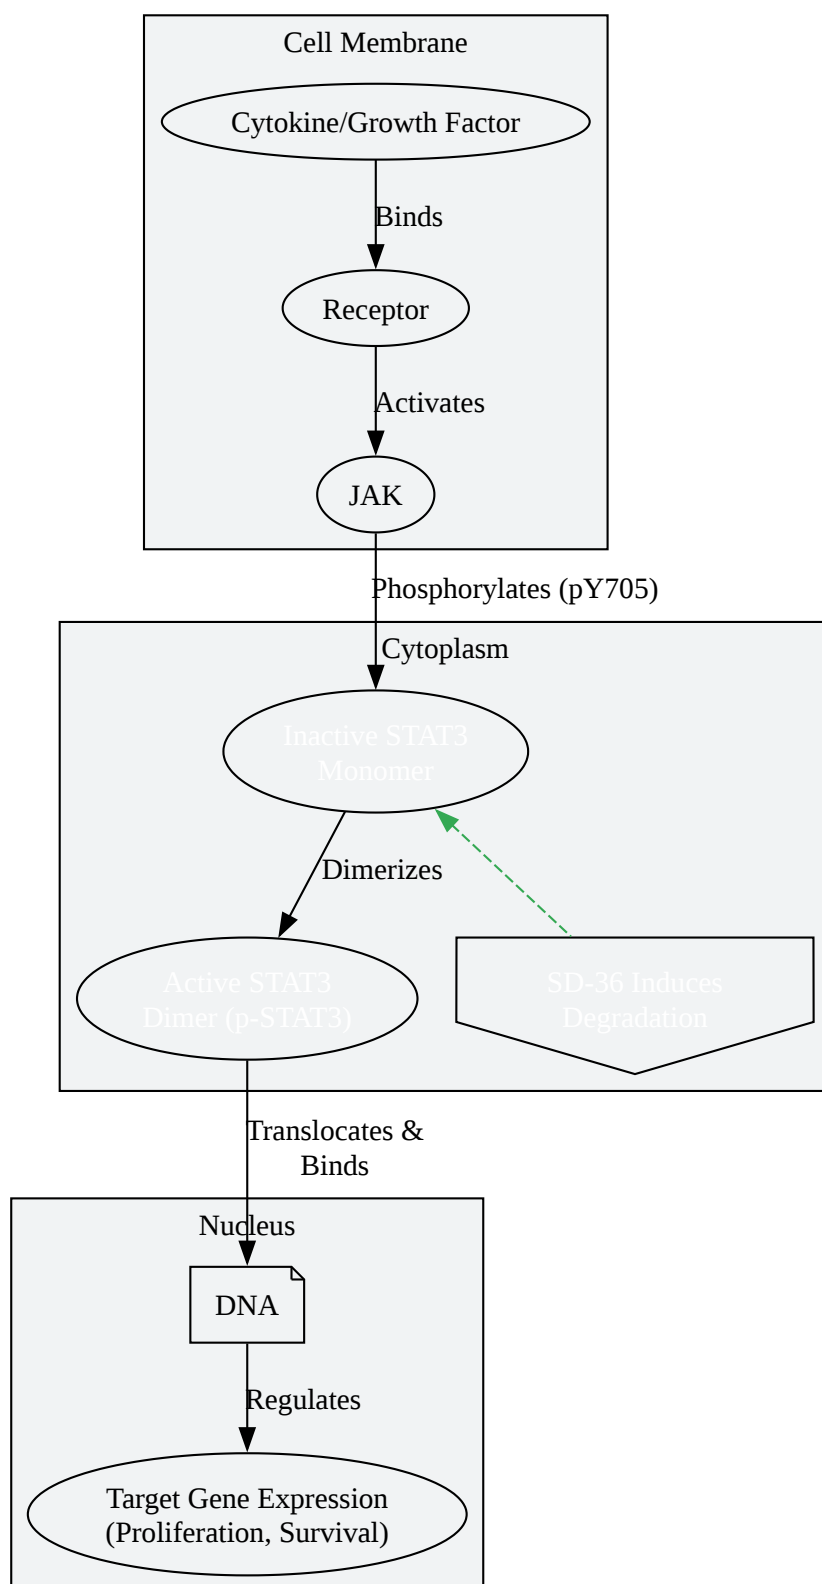 Cell Membrane
Cytokine/Growth Factor
Binds
Receptor
Activates
JAK
Phosphorylates (pY705)
Cytoplasm
Inactive STAT3
Monomer
Dimerizes
Active STAT3
Dimer (p-STAT3)
SD-36 Induces
Degradation
Translocates &
Binds
Nucleus
DNA
Regulates
Target Gene Expression
(Proliferation, Survival)